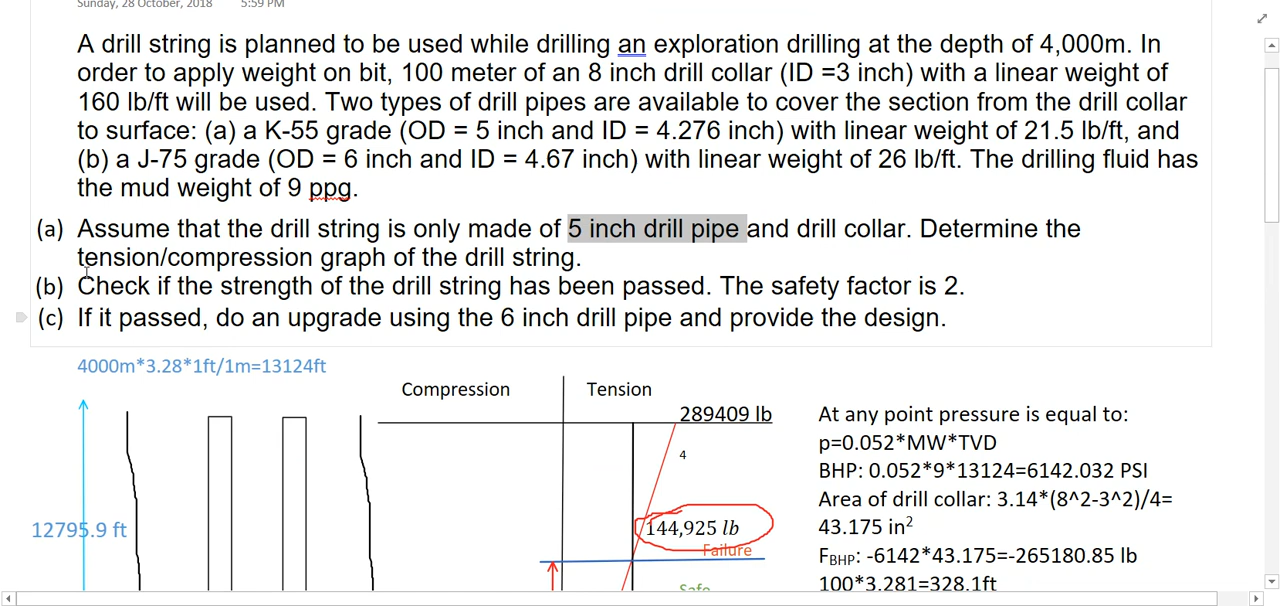 Sunday, 28 October, 2018 5:59 PM
A drill string is planned to be used while drilling an exploration drilling at the depth of 4,000m. In
order to apply weight on bit, 100 meter of an 8 inch drill collar (ID =3 inch) with a linear weight of
160 lb/ft will be used. Two types of drill pipes are available to cover the section from the drill collar
to surface: (a) a K-55 grade (OD = 5 inch and ID = 4.276 inch) with linear weight of 21.5 lb/ft, and
(b) a J-75 grade (OD = 6 inch and ID = 4.67 inch) with linear weight of 26 lb/ft. The drilling fluid has
the mud weight of 9 ppg.
(a) Assume that the drill string is only made of 5 inch drill pipe and drill collar. Determine the
tension/compression graph of the drill string.
(b) Check if the strength of the drill string has been passed. The safety factor is 2.
(c) If it passed, do an upgrade using the 6 inch drill pipe and provide the design.
4000m*3.28*1ft/1m=13124ft
Compression Tension
289409 lb
4
12795.9 ft
144,925 lb
Failure
Safe
At any point pressure is equal to:
p=0.052*MW*TVD
BHP: 0.052*9*13124=6142.032 PSI
Area of drill collar: 3.14*(8^2-3^2)/4=
43.175 in²
FBHP: -6142*43.175=-265180.85 lb
100*3.281=328.1ft